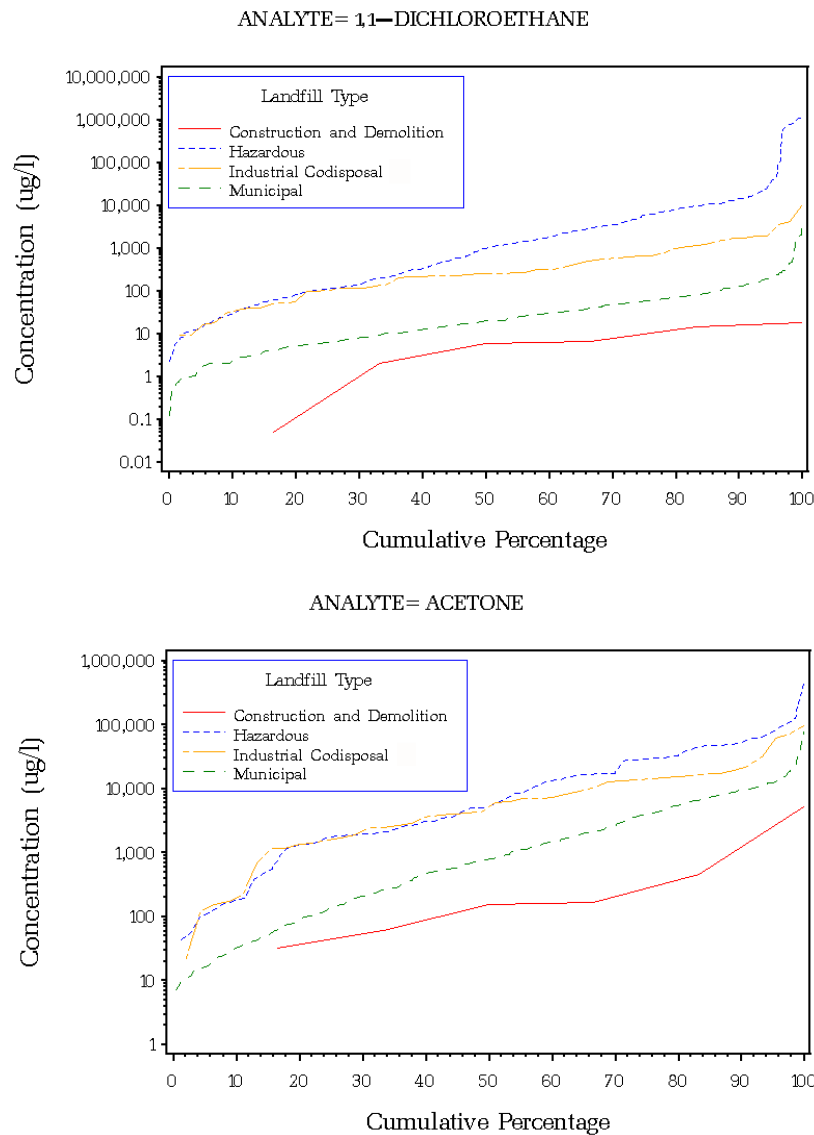 ANALYTE= 1,1—DICHLOROETHANE
Concentration (ug/l)
10,000,000
1,000,000
100,000
10,000
1,000
100
10
1
0.1
0.01
Landfill Type
Construction and Demolition
Hazardous
Industrial Codisposal
Municipal
0 10 20 30 40 50 60 70 80 90 100
Cumulative Percentage
ANALYTE= ACETONE
Concentration (ug/l)
1,000,000
100,000
10,000
1,000
100
10
1
Landfill Type
Construction and Demolition
Hazardous
Industrial Codisposal
Municipal
0 10 20 30 40 50 60 70 80 90 100
Cumulative Percentage